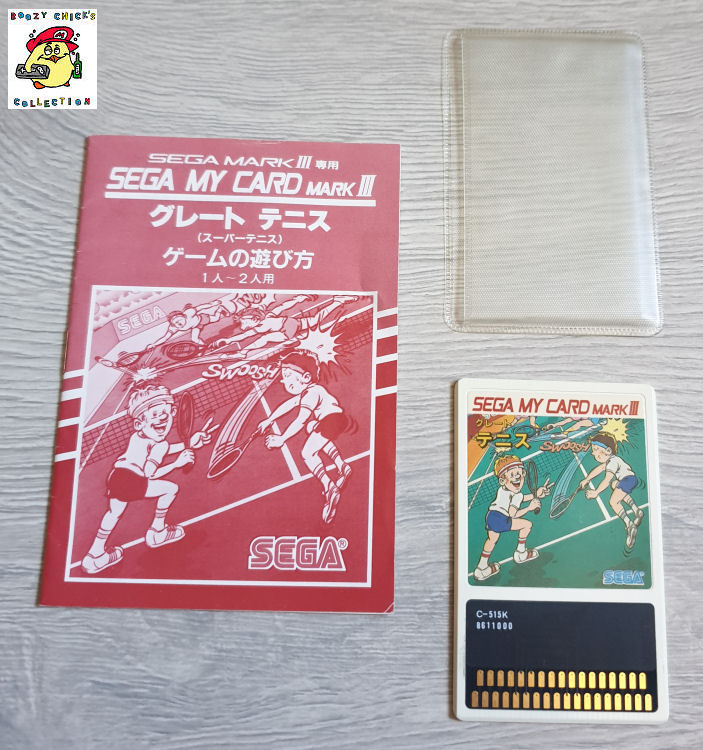 BOOZY CHICK'S
COLLECTION
SEGA MARK III 専用
SEGA MY CARD MARK III
グレート テニス
(スーパーテニス)
ゲームの遊び方
1人~2人用
SEGA
SWOOSH
SEGA®
SEGA MY CARD MARK III
グレート
テニス
SWOOSH
SEGA
C-515K
8611000